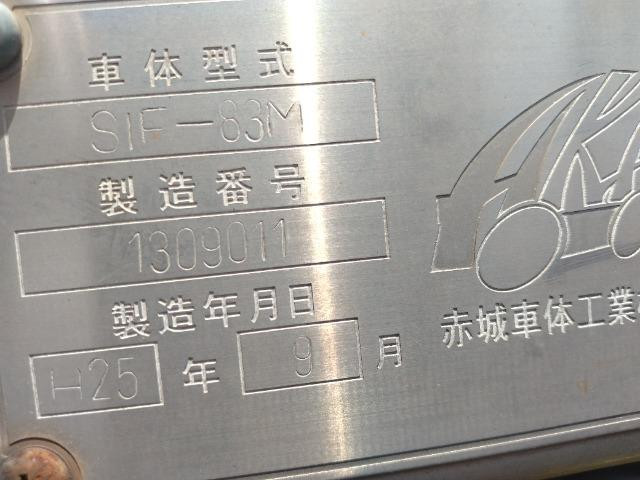 車体型式
SIF-83M
製造番号
1309011
製造年月日
H25 年 9 月
赤城車体工業